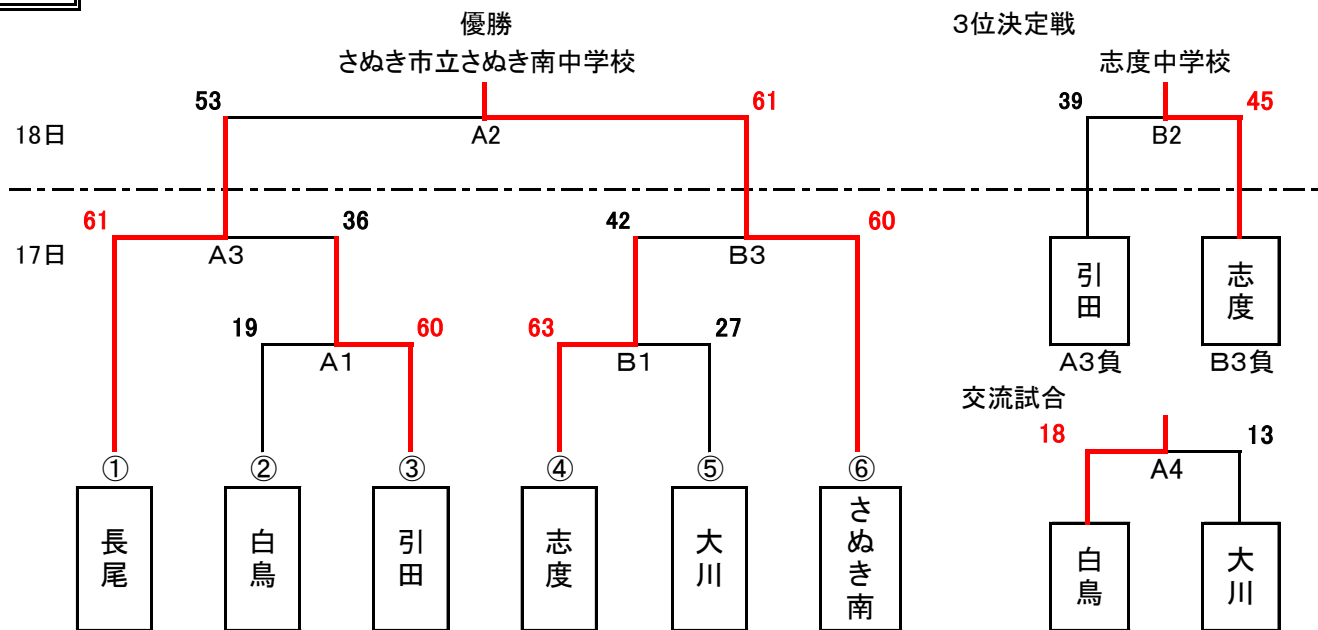 優勝
3位決定戦
さぬき市立さぬき南中学校
志度中学校
53
61
39
45
A2
B2
18日
61
36
42
60
17日
A3
B3
引田
志度
19
60
63
27
A1
B1
A3負
B3負
交流試合
18
13
A4
①
②
③
④
⑤
⑥
長尾
白鳥
引田
志度
大川
さぬき南
白鳥
大川